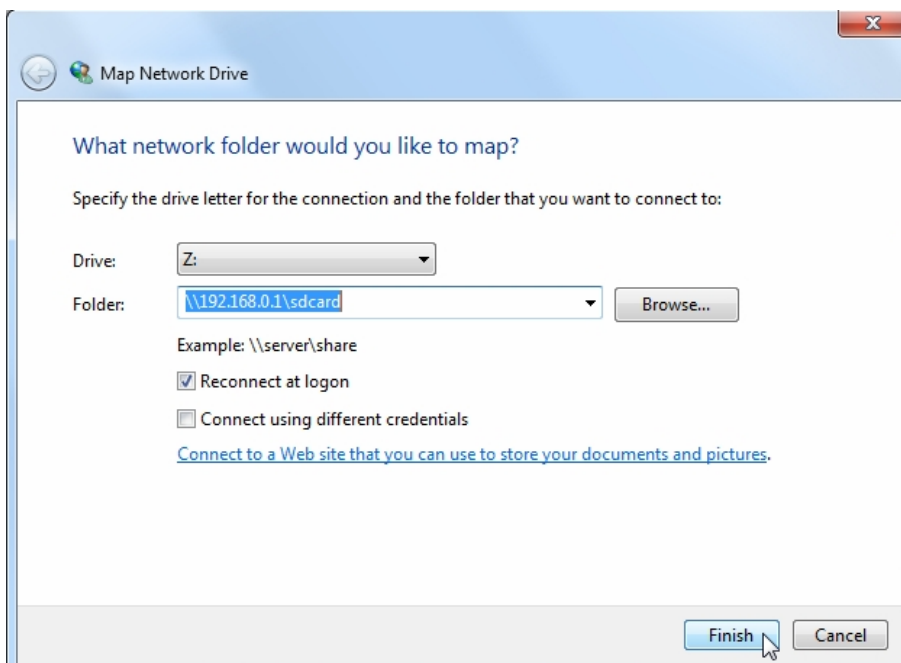 Map Network Drive
What network folder would you like to map?
Specify the drive letter for the connection and the folder that you want to connect to:
Drive: Z:
Folder: \\192.168.0.1\sdcard Browse...
Example: \\server\share
Reconnect at logon
Connect using different credentials
Connect to a Web site that you can use to store your documents and pictures.
Finish Cancel